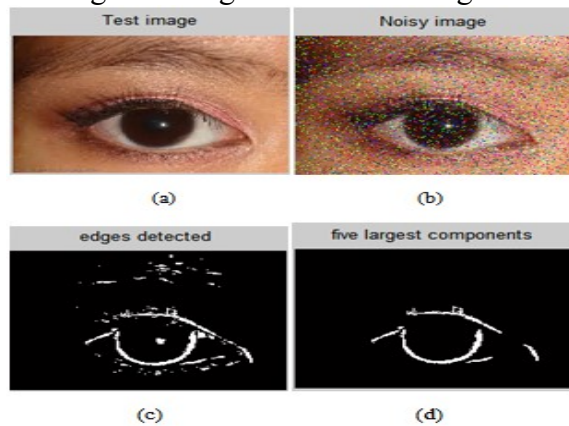 Test image
Noisy image
(a)
(b)
edges detected
five largest components
(c)
(d)